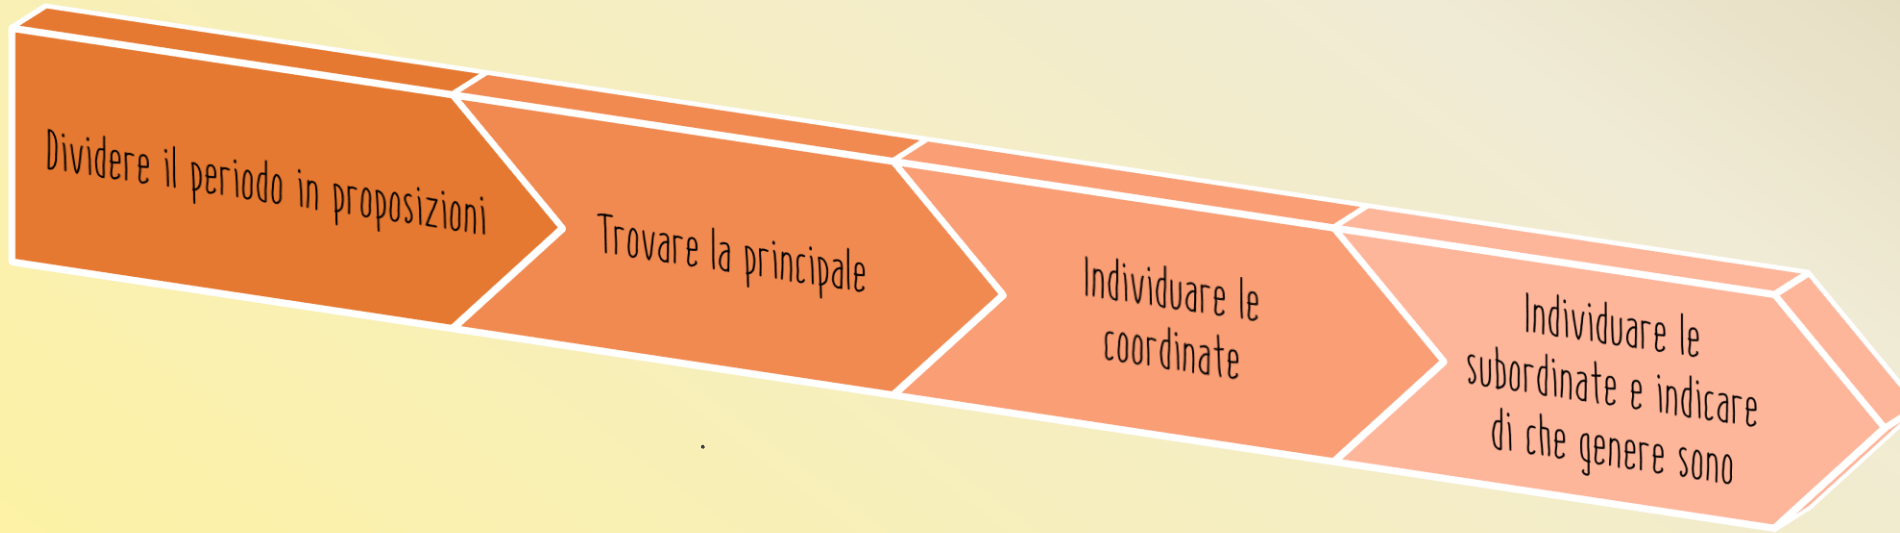 Dividere il periodo in proposizioni
Trovare la principale
Individuare le
coordinate
Individuare le
subordinate e indicare
di che genere sono